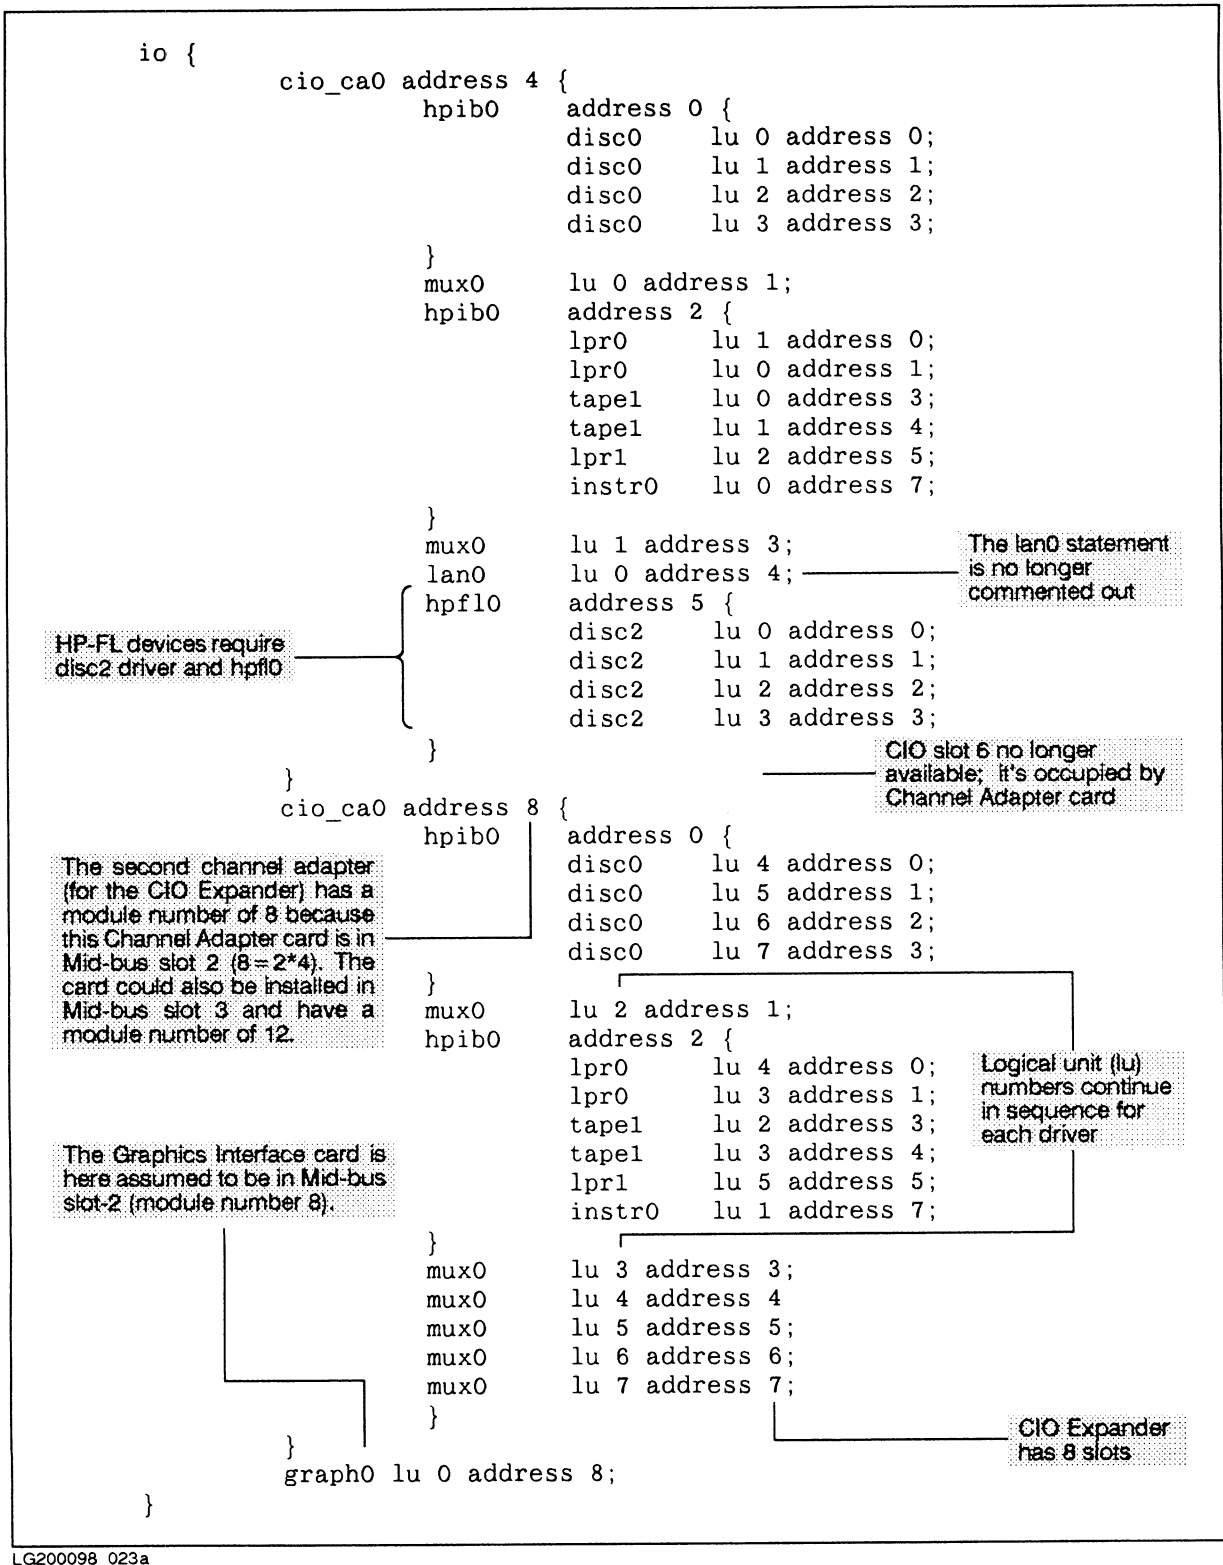 io {
cio_ca0 address 4 {
hpib0 address 0 {
disc0 lu 0 address 0;
disc0 lu 1 address 1;
disc0 lu 2 address 2;
disc0 lu 3 address 3;
}
mux0 lu 0 address 1;
hpib0 address 2 {
lpr0 lu 1 address 0;
lpr0 lu 0 address 1;
tape1 lu 0 address 3;
tape1 lu 1 address 4;
lpr1 lu 2 address 5;
instr0 lu 0 address 7;
}
mux0 lu 1 address 3;
lan0 lu 0 address 4;
The lan0 statement
is no longer
commented out
hpfl0 address 5 {
disc2 lu 0 address 0;
disc2 lu 1 address 1;
disc2 lu 2 address 2;
disc2 lu 3 address 3;
HP-FL devices require
disc2 driver and hpfl0
}
CIO slot 6 no longer
available; it's occupied by
Channel Adapter card
}
cio_ca0 address 8 {
hpib0 address 0 {
disc0 lu 4 address 0;
disc0 lu 5 address 1;
disc0 lu 6 address 2;
disc0 lu 7 address 3;
The second channel adapter
(for the CIO Expander) has a
module number of 8 because
this Channel Adapter card is in
Mid-bus slot 2 (8=2*4). The
card could also be installed in
Mid-bus slot 3 and have a
module number of 12.
}
mux0 lu 2 address 1;
hpib0 address 2 {
lpr0 lu 4 address 0;
lpr0 lu 3 address 1;
tape1 lu 2 address 3;
tape1 lu 3 address 4;
lpr1 lu 5 address 5;
instr0 lu 1 address 7;
Logical unit (lu)
numbers continue
in sequence for
each driver
The Graphics Interface card is
here assumed to be in Mid-bus
slot-2 (module number 8).
}
mux0 lu 3 address 3;
mux0 lu 4 address 4
mux0 lu 5 address 5;
mux0 lu 6 address 6;
mux0 lu 7 address 7;
}
CIO Expander
has 8 slots
}
graph0 lu 0 address 8;
}
LG200098_023a